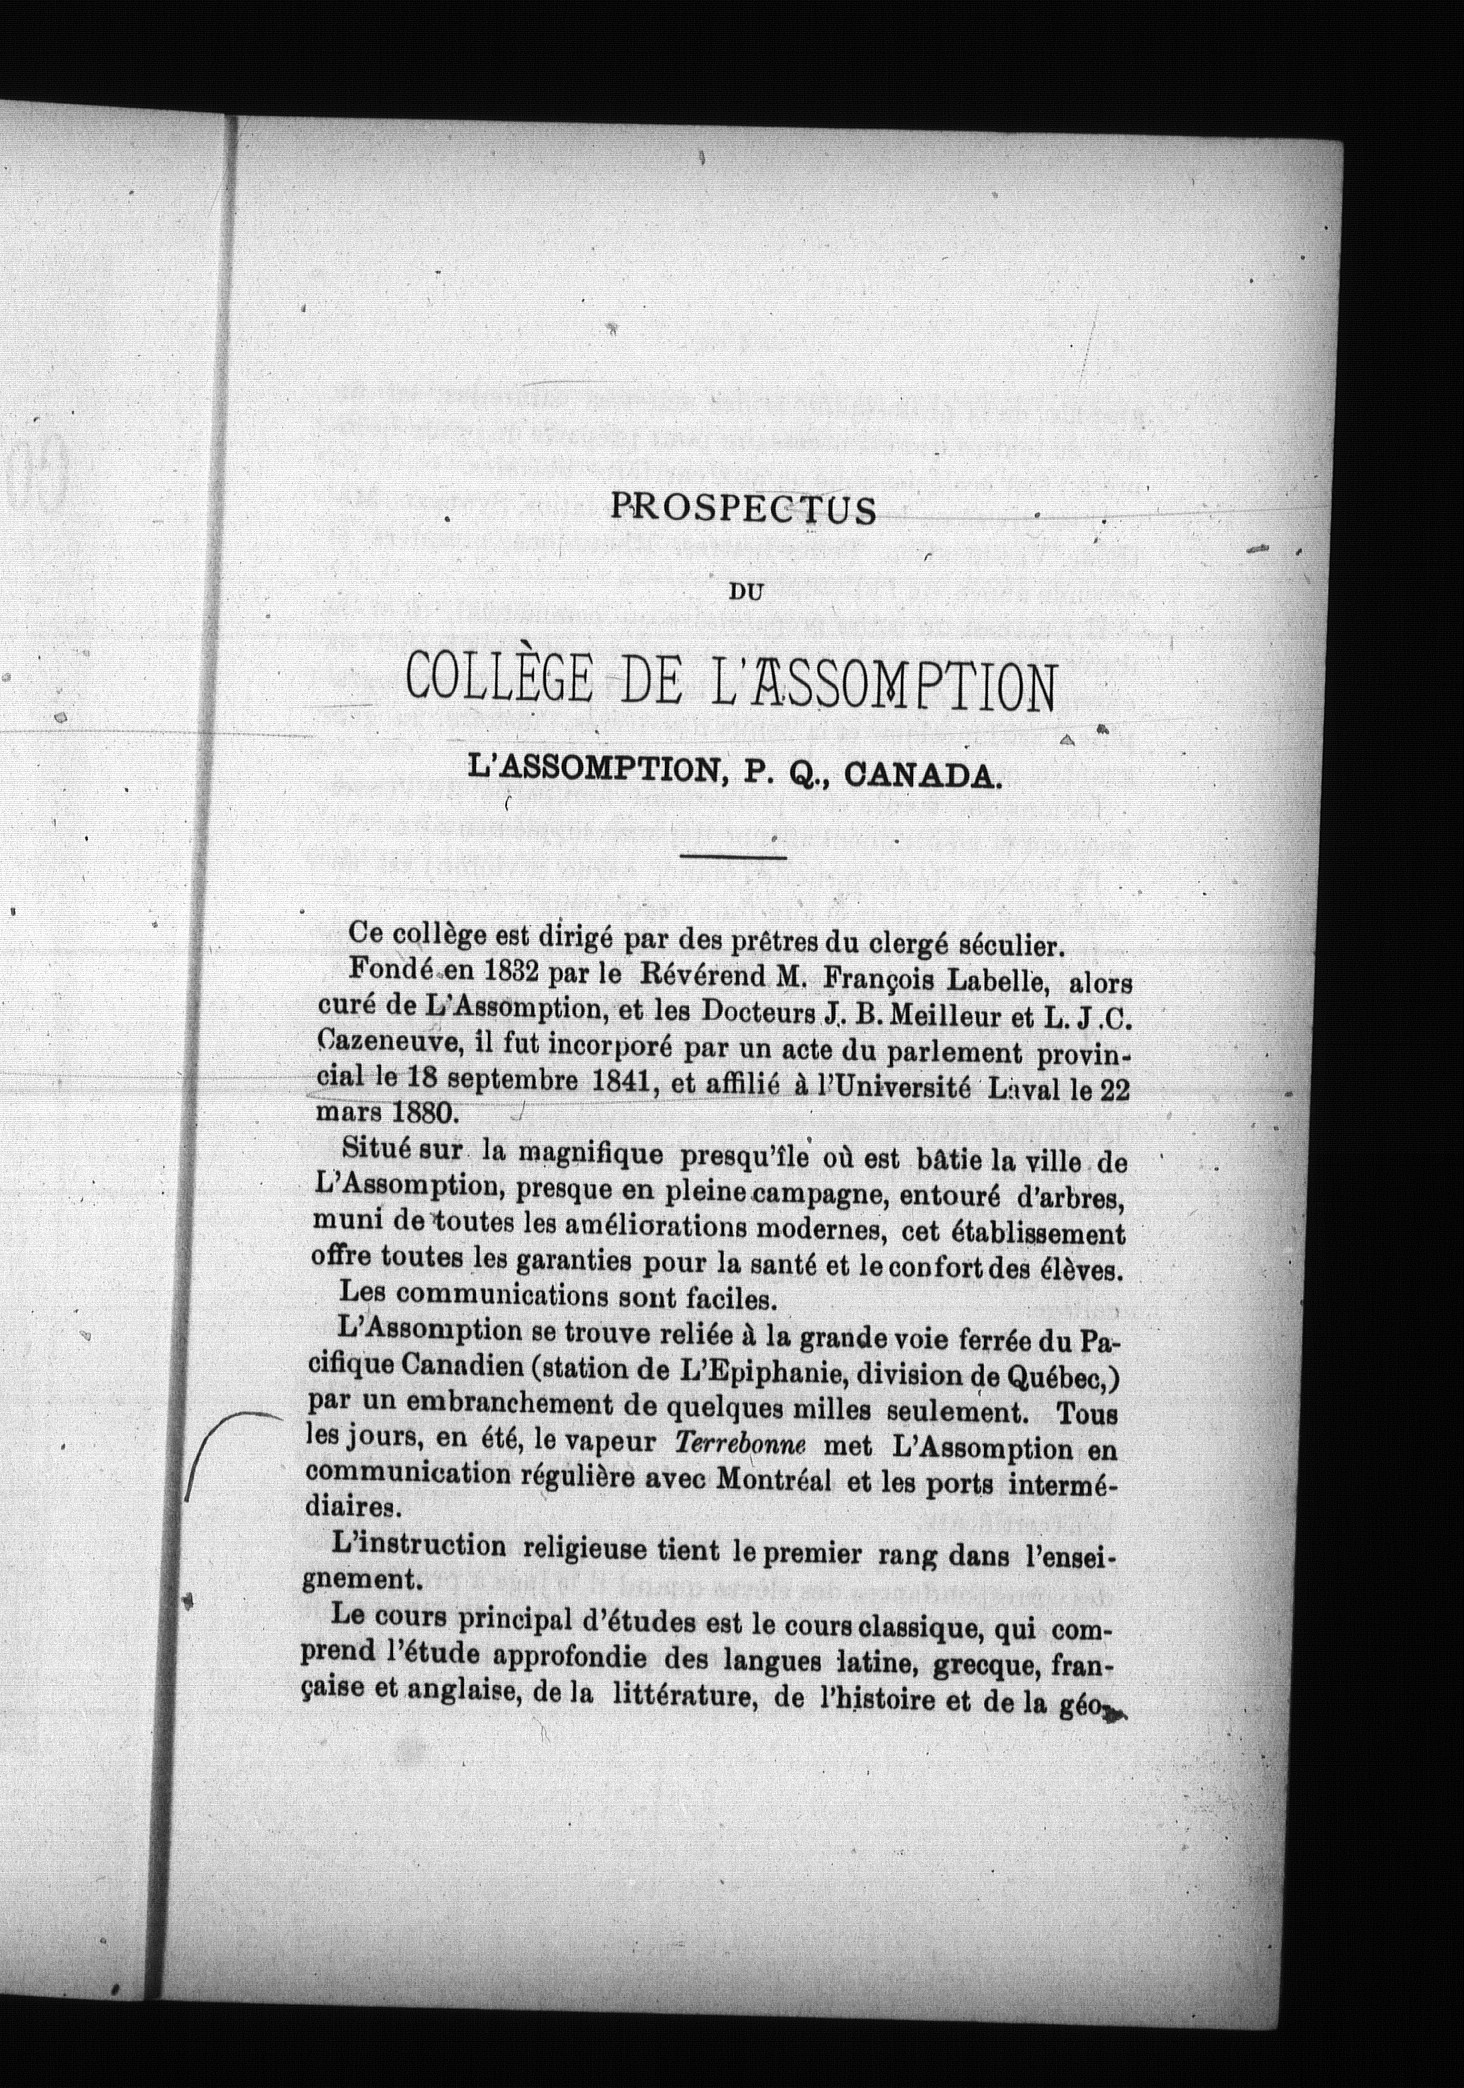 PROSPECTUS
DU
COLLÈGE DE L'ASSOMPTION
L'ASSOMPTION, P. Q., CANADA.
Ce collège est dirigé par des prêtres du clergé séculier.
Fondé en 1832 par le Révérend M. François Labelle, alors
curé de L'Assomption, et les Docteurs J. B. Meilleur et L. J .C.
Cazeneuve, il fut incorporé par un acte du parlement provin-
cial le 18 septembre 1841, et affilié à l'Université Laval le 22
mars 1880.
Situé sur la magnifique presqu'île où est bâtie la ville de
L'Assomption, presque en pleine campagne, entouré d'arbres,
muni de toutes les améliorations modernes, cet établissement
offre toutes les garanties pour la santé et le confort des élèves.
Les communications sont faciles.
L'Assomption se trouve reliée à la grande voie ferrée du Pa-
cifique Canadien (station de L'Epiphanie, division de Québec,)
par un embranchement de quelques milles seulement. Tous
les jours, en été, le vapeur Terrebonne met L'Assomption en
communication régulière avec Montréal et les ports intermé-
diaires.
L'instruction religieuse tient le premier rang dans l'ensei-
gnement.
Le cours principal d'études est le cours classique, qui com-
prend l'étude approfondie des langues latine, grecque, fran-
çaise et anglaise, de la littérature, de l'histoire et de la géo-